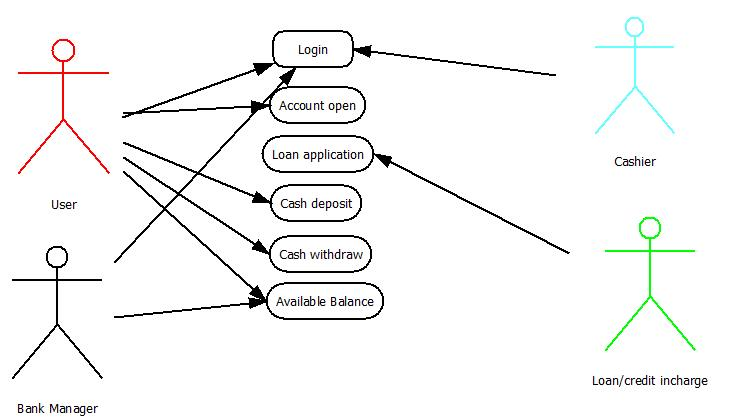 Login
Account open
Loan application
Cashier
User
Cash deposit
Cash withdraw
Available Balance
Loan/credit incharge
Bank Manager